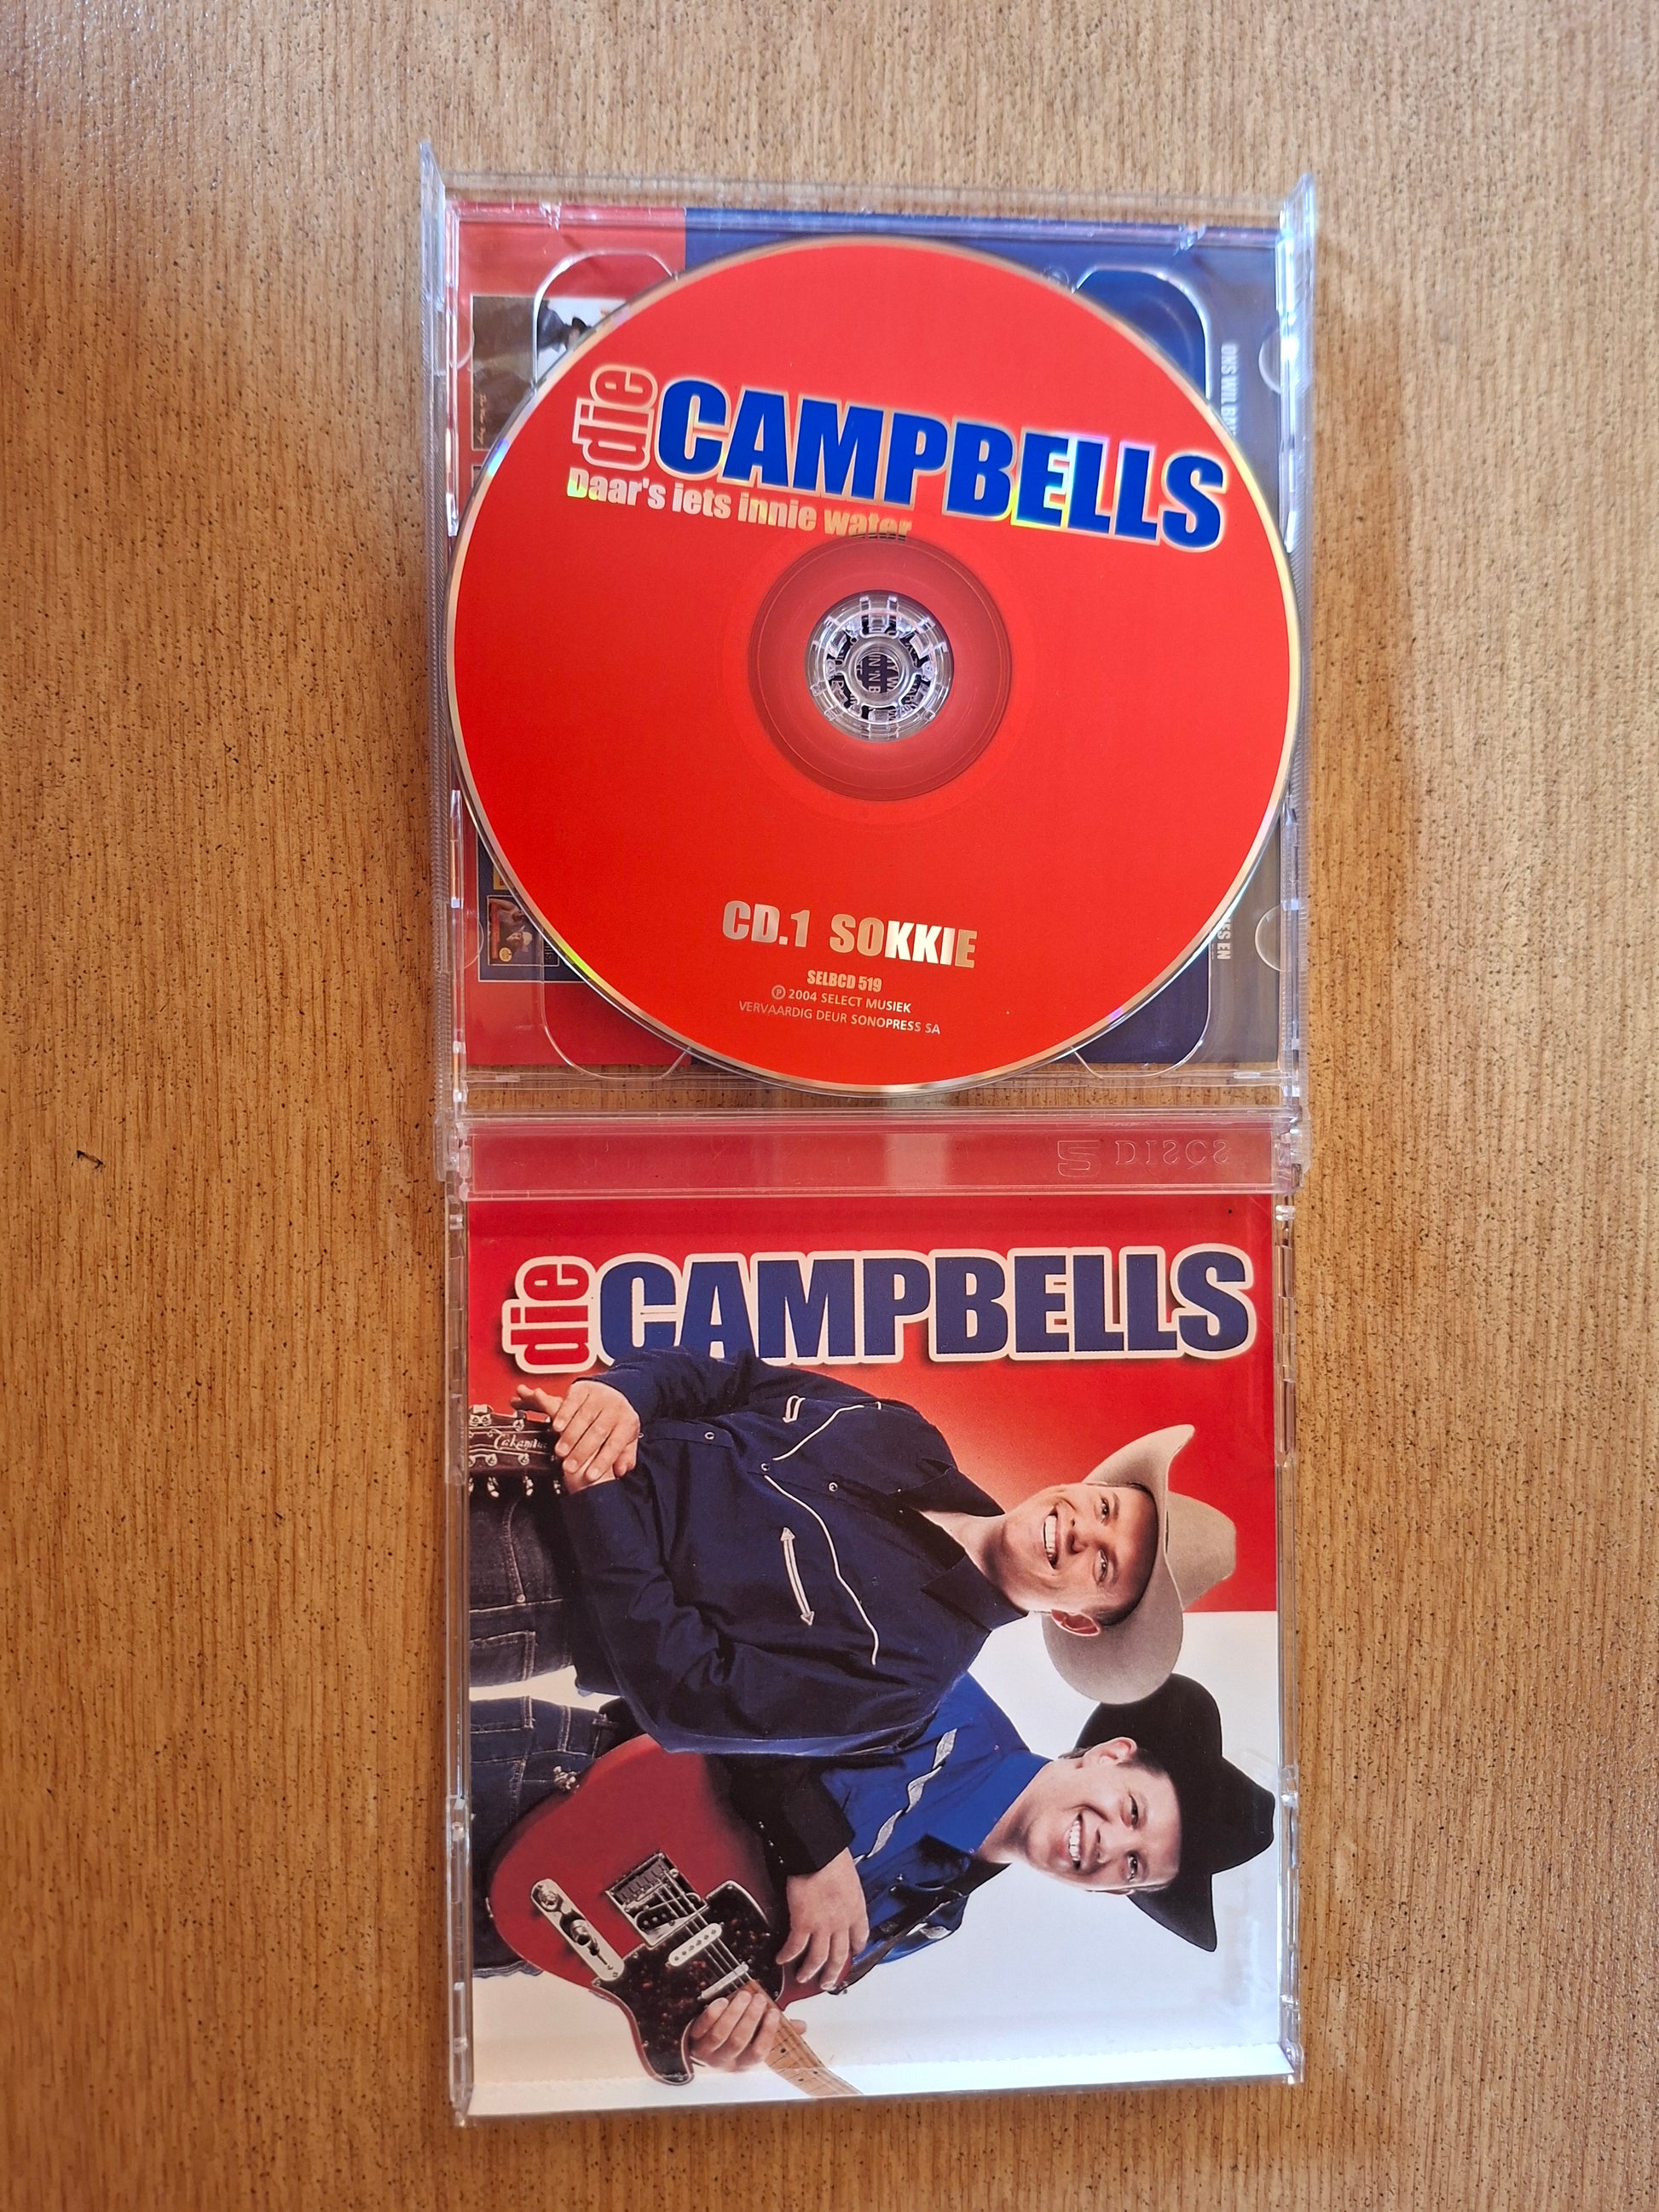 die CAMPBELLS
Daar's iets innie water
CD.1 SOKKIE
SELBCD 519
℗ 2004 SELECT MUSIEK
VERVAARDIG DEUR SONOPRESS SA
DISCS
die CAMPBELLS
Takamine